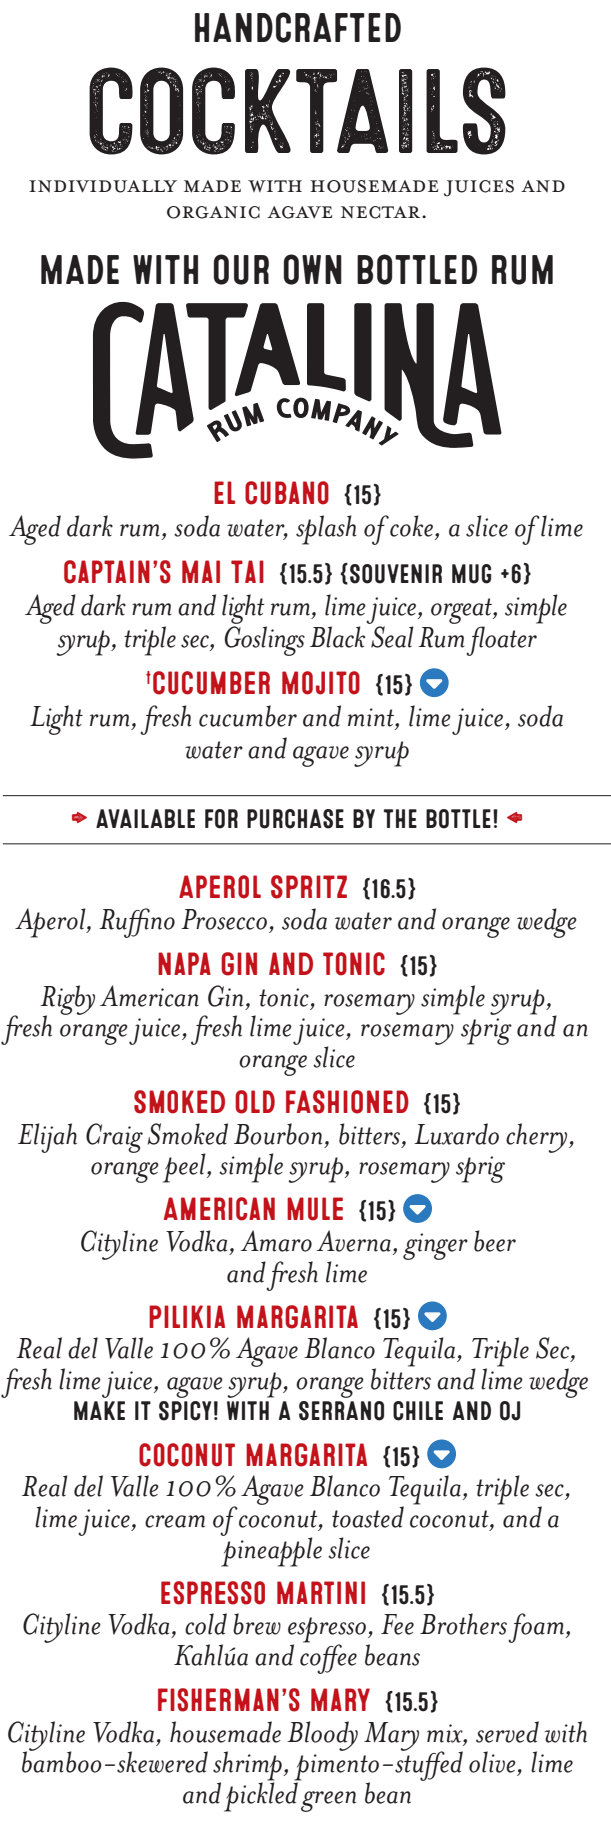 HANDCRAFTED
COCKTAILS
INDIVIDUALLY MADE WITH HOUSEMADE JUICES AND
ORGANIC AGAVE NECTAR.
MADE WITH OUR OWN BOTTLED RUM
CATALINA
RUM COMPANY
EL CUBANO {15}
Aged dark rum, soda water, splash of coke, a slice of lime
CAPTAIN'S MAI TAI {15.5} {SOUVENIR MUG +6}
Aged dark rum and light rum, lime juice, orgeat, simple
syrup, triple sec, Goslings Black Seal Rum floater
†CUCUMBER MOJITO {15}
Light rum, fresh cucumber and mint, lime juice, soda
water and agave syrup
AVAILABLE FOR PURCHASE BY THE BOTTLE!
APEROL SPRITZ {16.5}
Aperol, Ruffino Prosecco, soda water and orange wedge
NAPA GIN AND TONIC {15}
Rigby American Gin, tonic, rosemary simple syrup,
fresh orange juice, fresh lime juice, rosemary sprig and an
orange slice
SMOKED OLD FASHIONED {15}
Elijah Craig Smoked Bourbon, bitters, Luxardo cherry,
orange peel, simple syrup, rosemary sprig
AMERICAN MULE {15}
Cityline Vodka, Amaro Averna, ginger beer
and fresh lime
PILIKIA MARGARITA {15}
Real del Valle 100% Agave Blanco Tequila, Triple Sec,
fresh lime juice, agave syrup, orange bitters and lime wedge
MAKE IT SPICY! WITH A SERRANO CHILE AND OJ
COCONUT MARGARITA {15}
Real del Valle 100% Agave Blanco Tequila, triple sec,
lime juice, cream of coconut, toasted coconut, and a
pineapple slice
ESPRESSO MARTINI {15.5}
Cityline Vodka, cold brew espresso, Fee Brothers foam,
Kahlúa and coffee beans
FISHERMAN'S MARY {15.5}
Cityline Vodka, housemade Bloody Mary mix, served with
bamboo-skewered shrimp, pimento-stuffed olive, lime
and pickled green bean